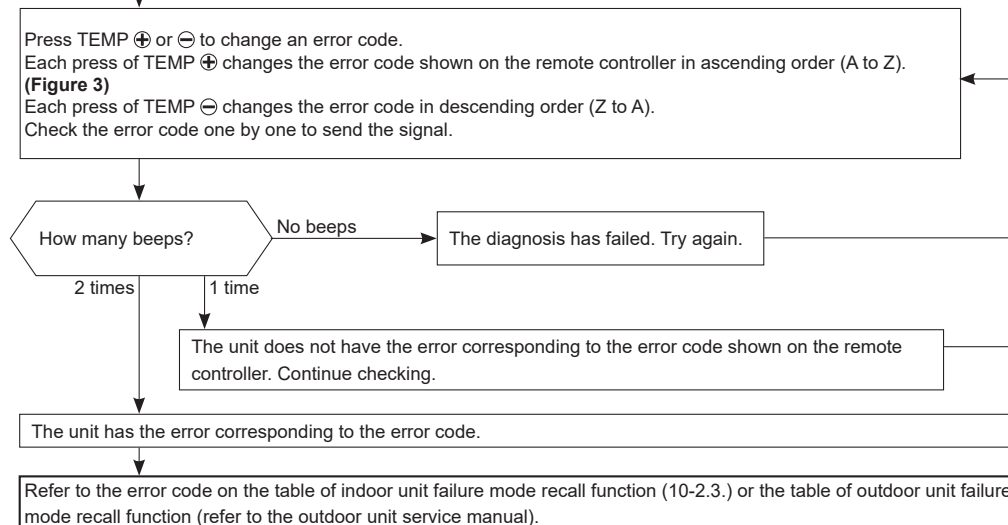 Press TEMP ⊕ or ⊖ to change an error code.
Each press of TEMP ⊕ changes the error code shown on the remote controller in ascending order (A to Z).
(Figure 3)
Each press of TEMP ⊖ changes the error code in descending order (Z to A).
Check the error code one by one to send the signal.
How many beeps?
No beeps
The diagnosis has failed. Try again.
2 times
1 time
The unit does not have the error corresponding to the error code shown on the remote
controller. Continue checking.
The unit has the error corresponding to the error code.
Refer to the error code on the table of indoor unit failure mode recall function (10-2.3.) or the table of outdoor unit failure
mode recall function (refer to the outdoor unit service manual).